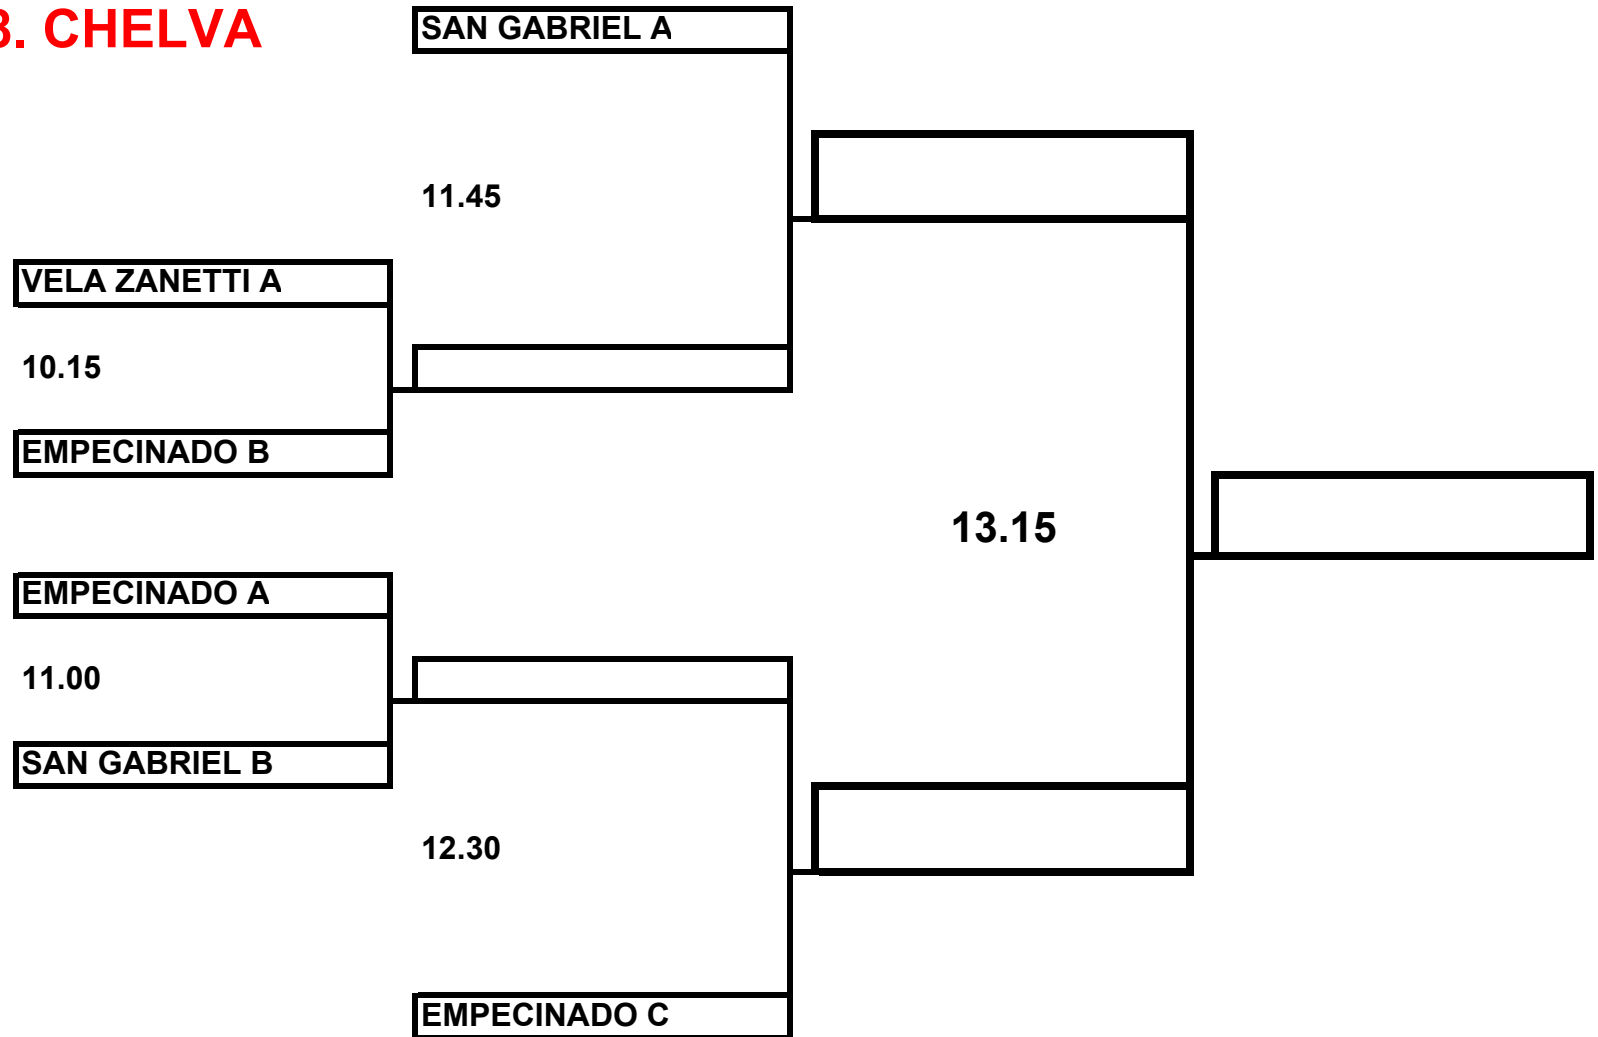 3. CHELVA
SAN GABRIEL A
11.45
VELA ZANETTI A
10.15
EMPECINADO B
13.15
EMPECINADO A
11.00
SAN GABRIEL B
12.30
EMPECINADO C